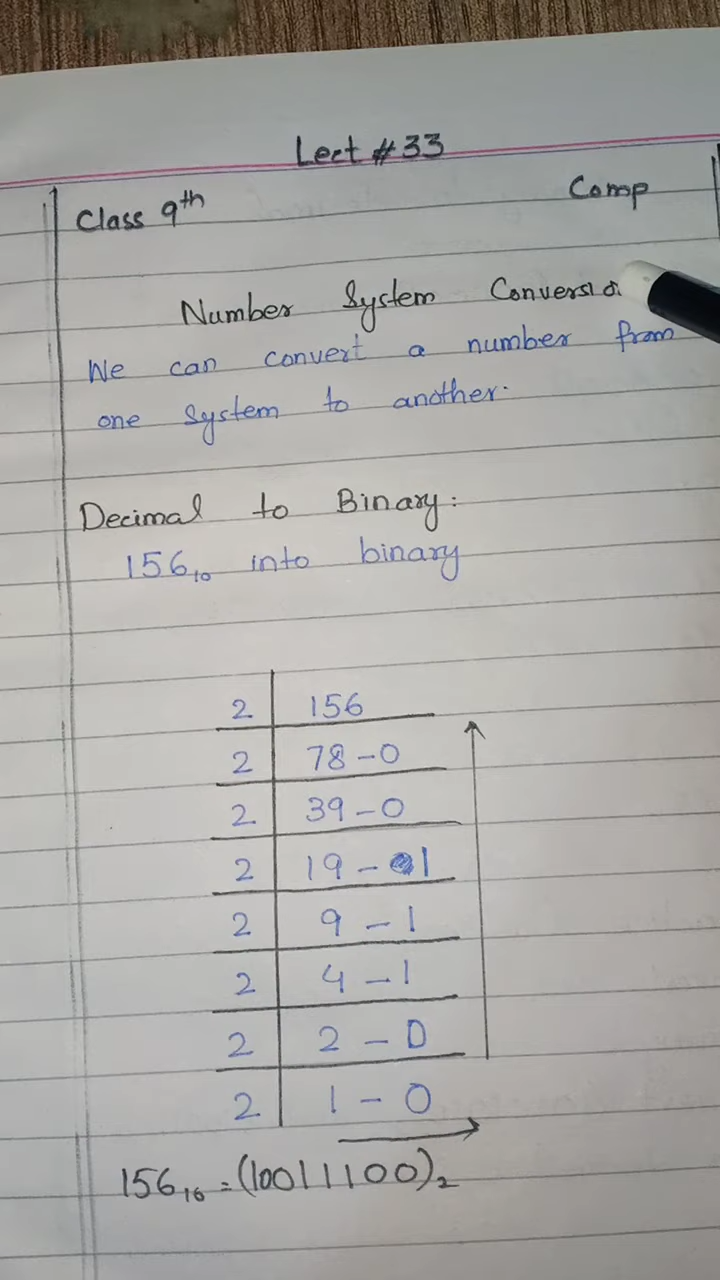 Lect #33
Class 9th Comp
Number System Conversio
We can convert a number from
one system to another.
Decimal to Binary:
156₁₀ into binary
2 156
2 78-0
2 39-0
2 19-1
2 9-1
2 4-1
2 2-0
2 1-0
156₁₀=(10011100)₂